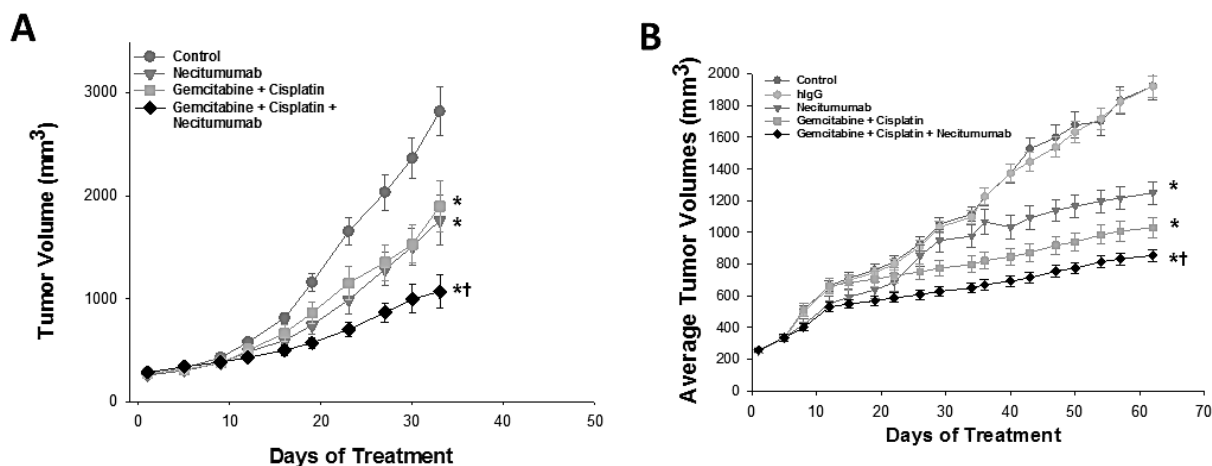 A
Control
Necitumumab
Gemcitabine + Cisplatin
Gemcitabine + Cisplatin +
Necitumumab
Tumor Volume (mm3)
3000
2000
1000
0
*
*
*†
0 10 20 30 40 50
Days of Treatment
B
Control
hIgG
Necitumumab
Gemcitabine + Cisplatin
Gemcitabine + Cisplatin + Necitumumab
Average Tumor Volumes (mm3)
2000
1800
1600
1400
1200
1000
800
600
400
200
0
*
*
*†
0 10 20 30 40 50 60 70
Days of Treatment